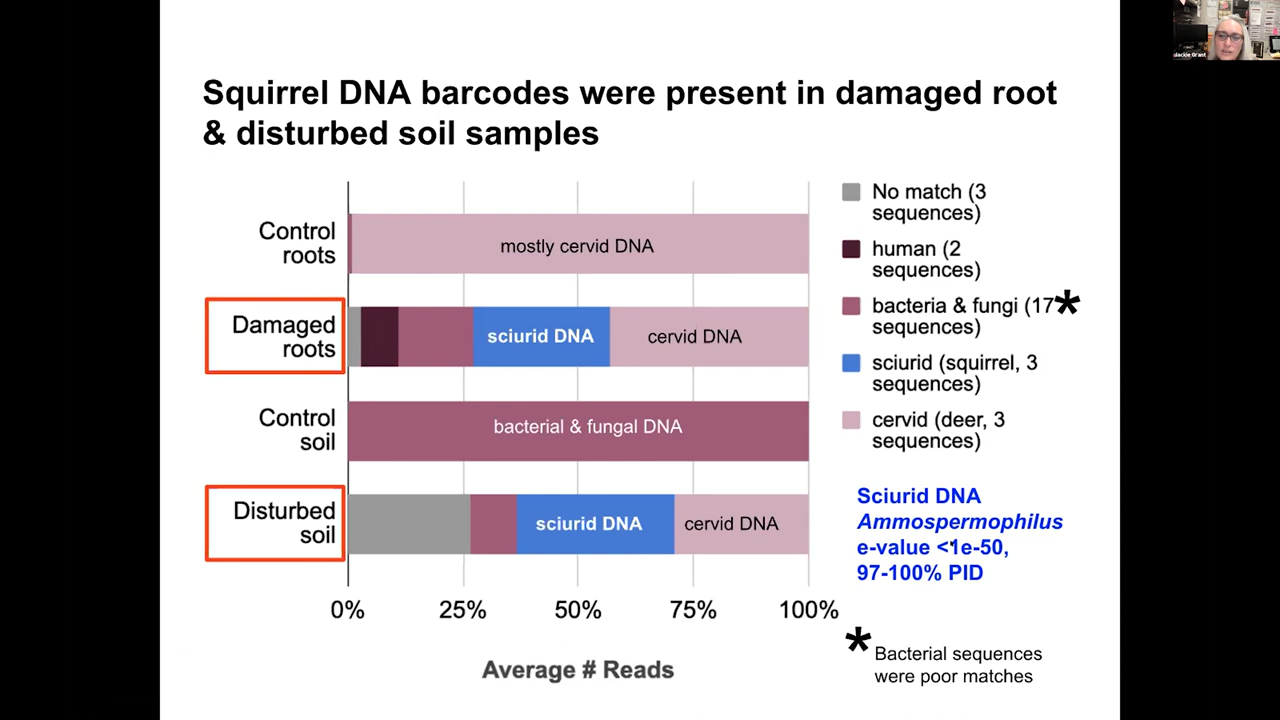 Squirrel DNA barcodes were present in damaged root
& disturbed soil samples
Control
roots
mostly cervid DNA
Damaged
roots
sciurid DNA
cervid DNA
Control
soil
bacterial & fungal DNA
Disturbed
soil
sciurid DNA
cervid DNA
0%
25%
50%
75%
100%
Average # Reads
No match (3
sequences)
human (2
sequences)
bacteria & fungi (17*
sequences)
sciurid (squirrel, 3
sequences)
cervid (deer, 3
sequences)
Sciurid DNA
Ammospermophilus
e-value <1e-50,
97-100% PID
* Bacterial sequences
were poor matches
Jackie Grant